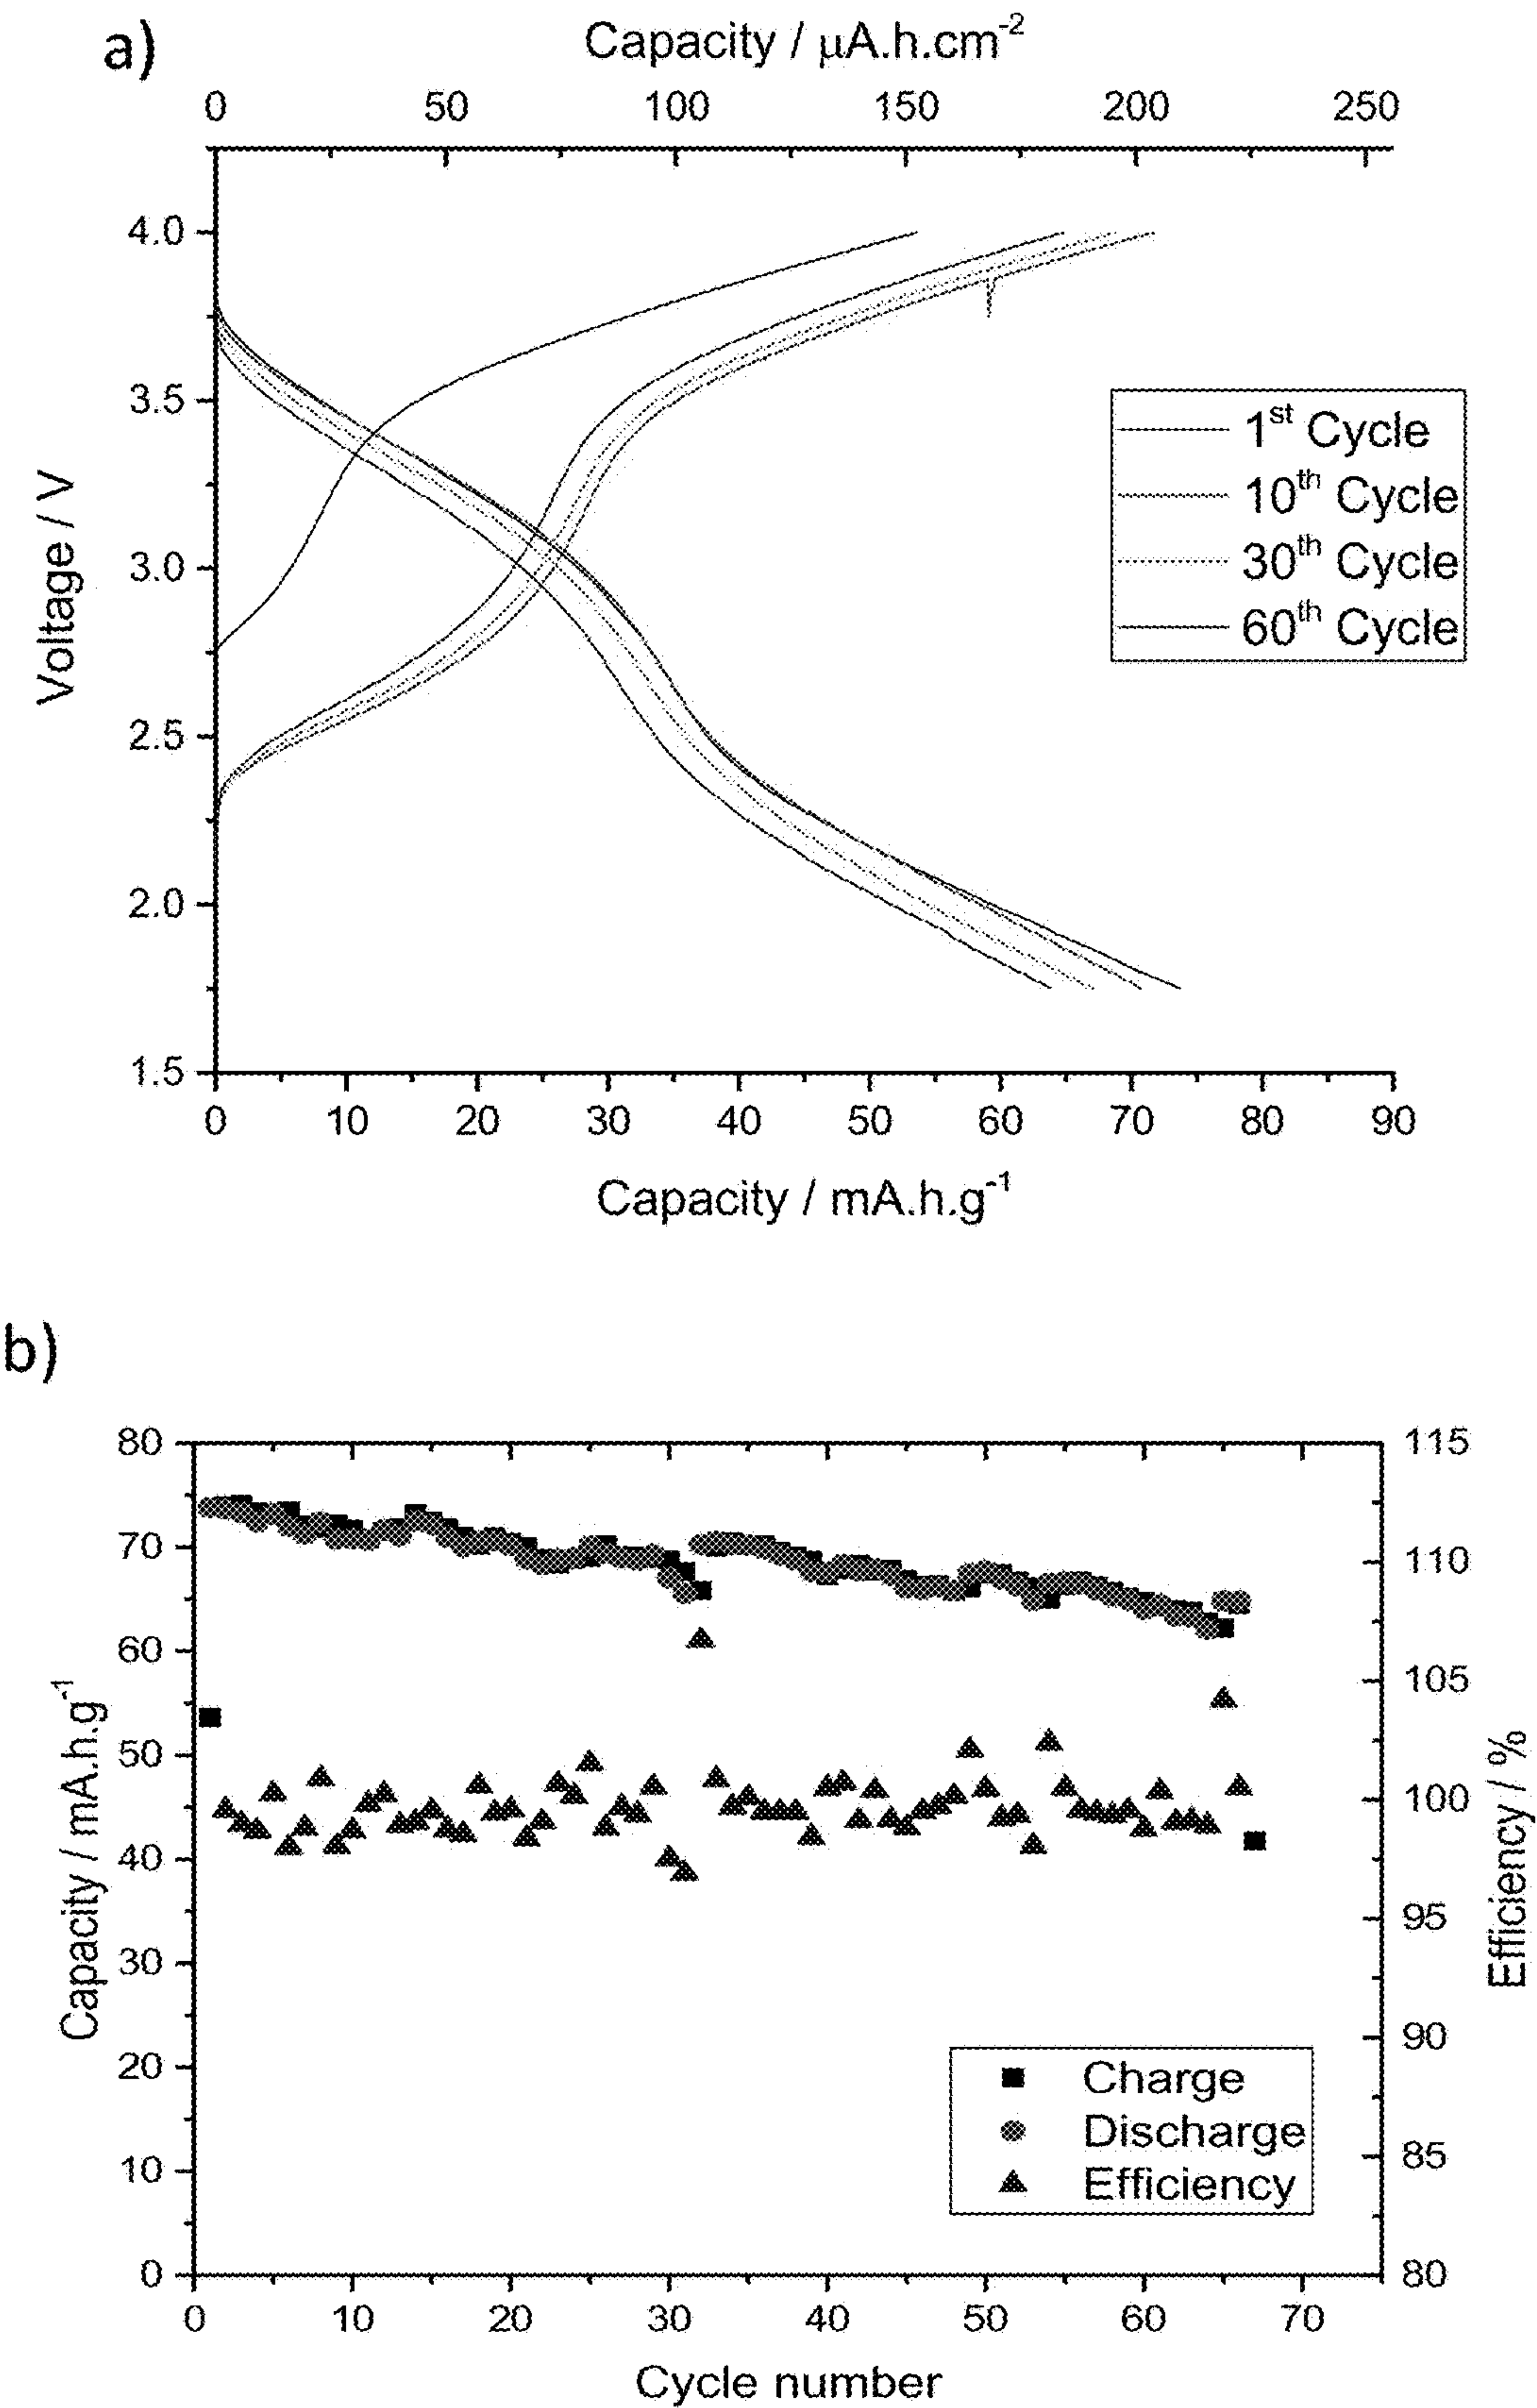 a)
Capacity / μA.h.cm⁻²
0 50 100 150 200 250
4.0
3.5
3.0
2.5
2.0
1.5
Voltage / V
1st Cycle
10th Cycle
30th Cycle
60th Cycle
0 10 20 30 40 50 60 70 80 90
Capacity / mA.h.g⁻¹
b)
80
70
60
50
40
30
20
10
0
Capacity / mA.h.g⁻¹
115
110
105
100
95
90
85
80
Efficiency / %
Charge
Discharge
Efficiency
0 10 20 30 40 50 60 70
Cycle number